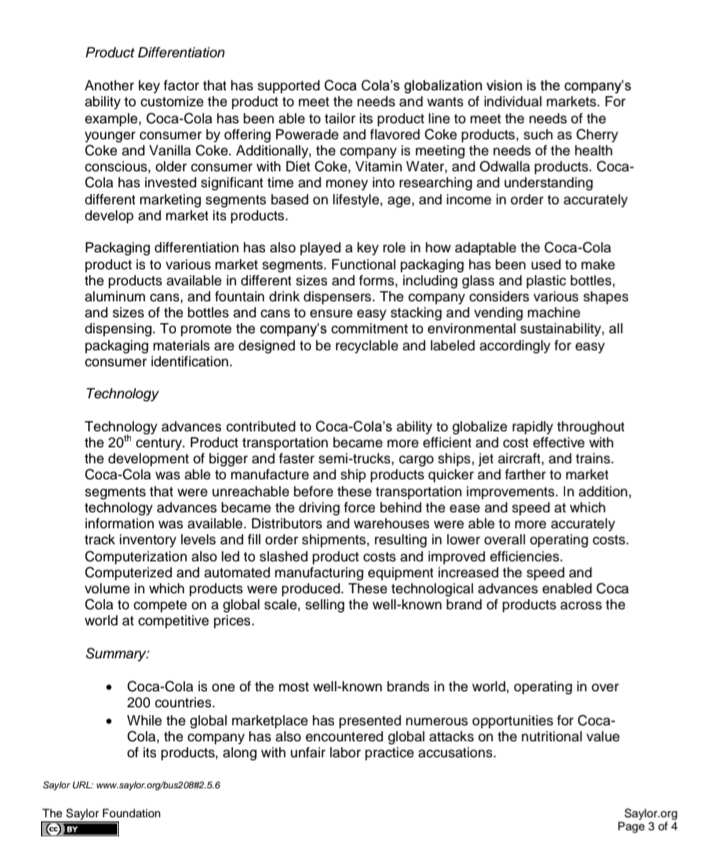 Product Differentiation
Another key factor that has supported Coca Cola's globalization vision is the company's
ability to customize the product to meet the needs and wants of individual markets. For
example, Coca-Cola has been able to tailor its product line to meet the needs of the
younger consumer by offering Powerade and flavored Coke products, such as Cherry
Coke and Vanilla Coke. Additionally, the company is meeting the needs of the health
conscious, older consumer with Diet Coke, Vitamin Water, and Odwalla products. Coca-
Cola has invested significant time and money into researching and understanding
different marketing segments based on lifestyle, age, and income in order to accurately
develop and market its products.
Packaging differentiation has also played a key role in how adaptable the Coca-Cola
product is to various market segments. Functional packaging has been used to make
the products available in different sizes and forms, including glass and plastic bottles,
aluminum cans, and fountain drink dispensers. The company considers various shapes
and sizes of the bottles and cans to ensure easy stacking and vending machine
dispensing. To promote the company's commitment to environmental sustainability, all
packaging materials are designed to be recyclable and labeled accordingly for easy
consumer identification.
Technology
Technology advances contributed to Coca-Cola's ability to globalize rapidly throughout
the 20th century. Product transportation became more efficient and cost effective with
the development of bigger and faster semi-trucks, cargo ships, jet aircraft, and trains.
Coca-Cola was able to manufacture and ship products quicker and farther to market
segments that were unreachable before these transportation improvements. In addition,
technology advances became the driving force behind the ease and speed at which
information was available. Distributors and warehouses were able to more accurately
track inventory levels and fill order shipments, resulting in lower overall operating costs.
Computerization also led to slashed product costs and improved efficiencies.
Computerized and automated manufacturing equipment increased the speed and
volume in which products were produced. These technological advances enabled Coca
Cola to compete on a global scale, selling the well-known brand of products across the
world at competitive prices.
Summary:
• Coca-Cola is one of the most well-known brands in the world, operating in over
200 countries.
• While the global marketplace has presented numerous opportunities for Coca-
Cola, the company has also encountered global attacks on the nutritional value
of its products, along with unfair labor practice accusations.
Saylor URL: www.saylor.org/bus208#2.5.6
The Saylor Foundation
Saylor.org
cc BY
Page 3 of 4